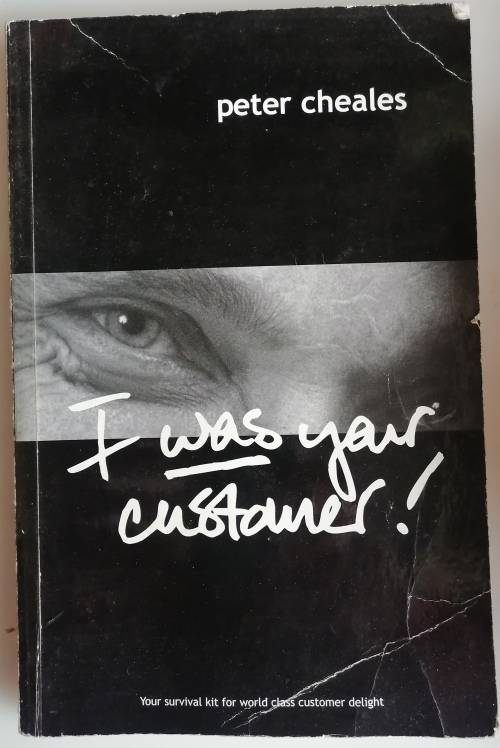 peter cheales
I was your
customer!
Your survival kit for world class customer delight